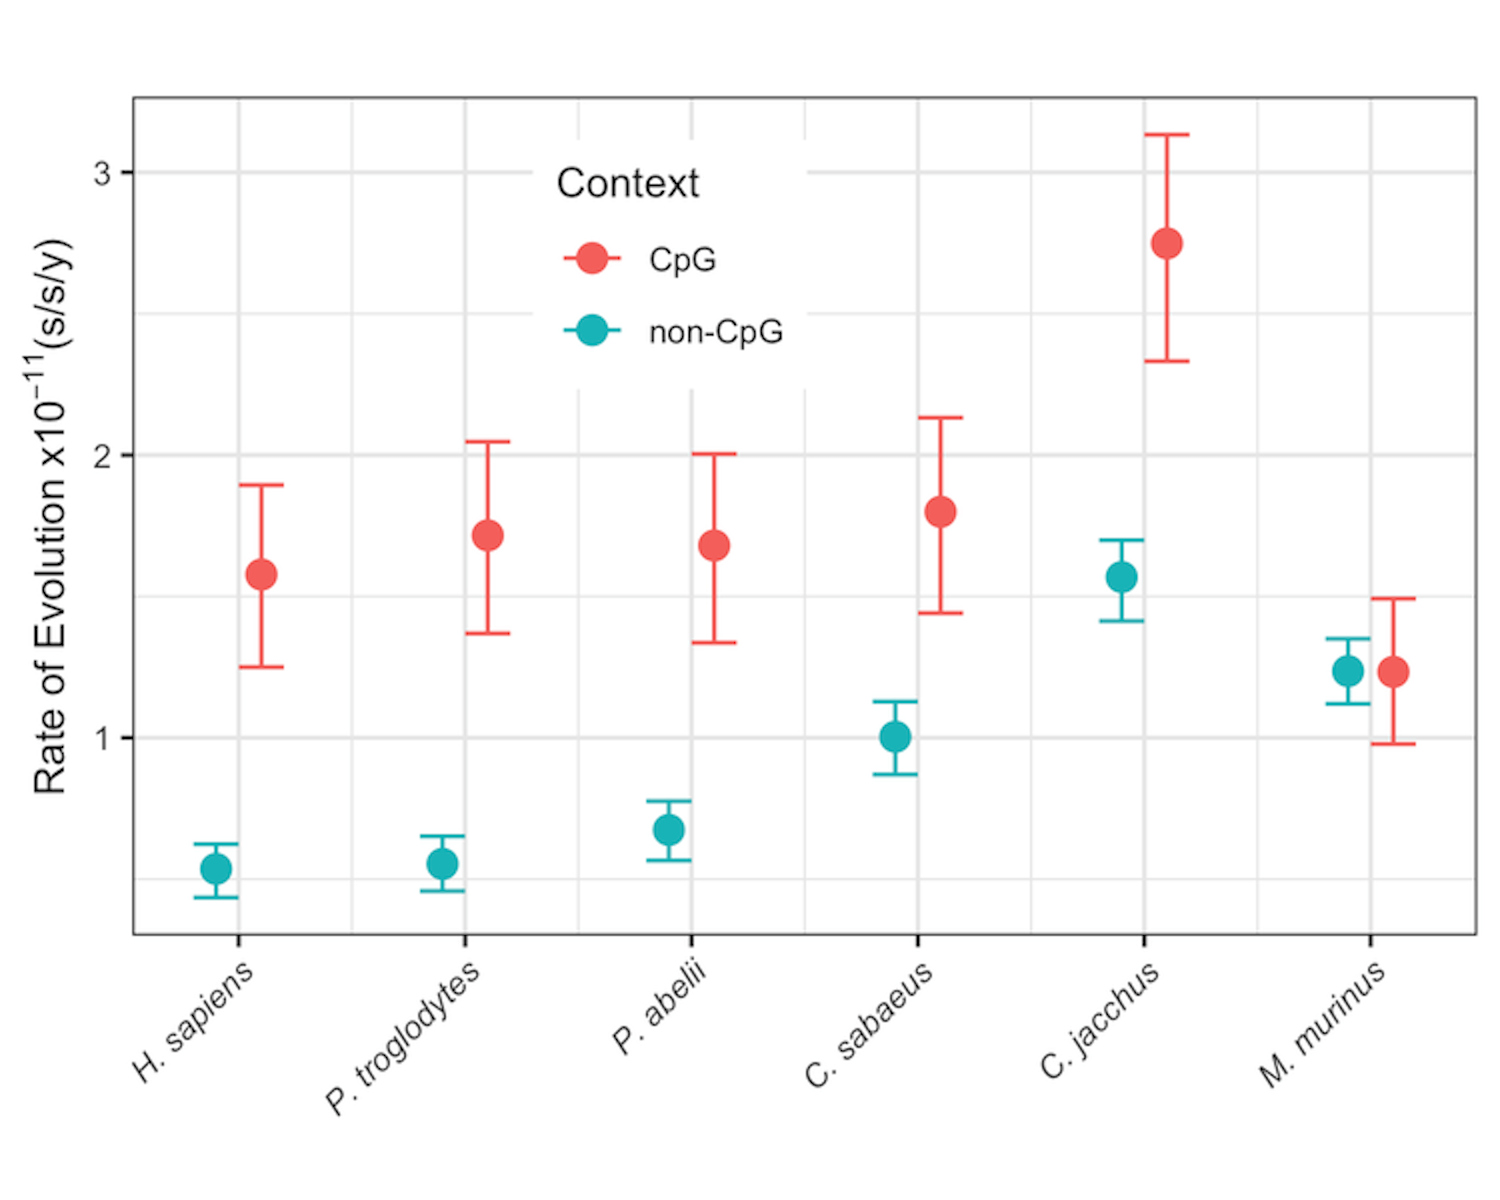 Context
CpG
non-CpG
3
2
1
Rate of Evolution x10⁻¹¹(s/s/y)
H. sapiens
P. troglodytes
P. abelii
C. sabaeus
C. jacchus
M. murinus